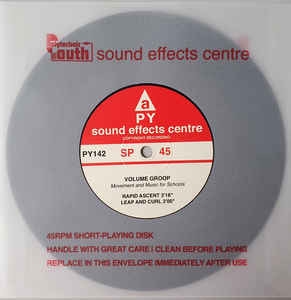 Polytechnic
Youth sound effects centre
a
PY
sound effects centre
COPYRIGHT RECORDING
PY142 SP 45
VOLUME GROOP
Movement and Music for Schools
RAPID ASCENT 3'16"
LEAP AND CURL 3'05"
45RPM SHORT-PLAYING DISK
HANDLE WITH GREAT CARE I CLEAN BEFORE PLAYING
REPLACE IN THIS ENVELOPE IMMEDIATELY AFTER USE